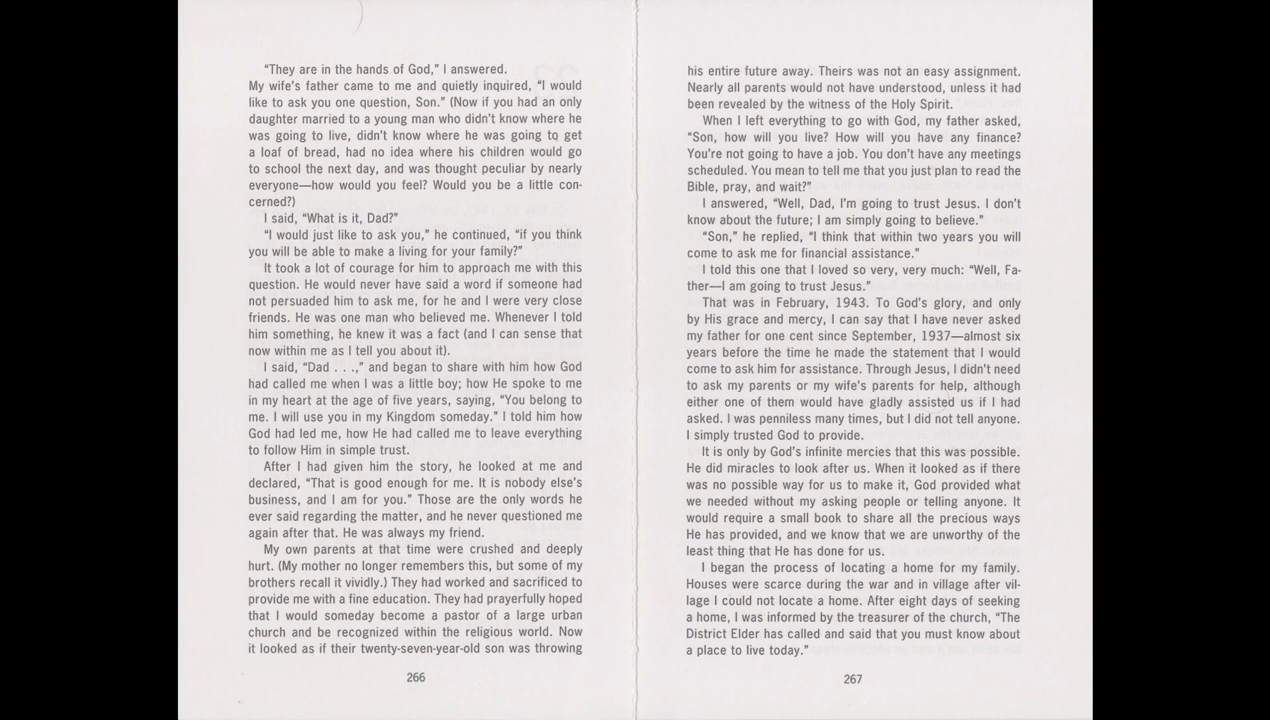 “They are in the hands of God,” I answered.
My wife’s father came to me and quietly inquired, “I would
like to ask you one question, Son.” (Now if you had an only
daughter married to a young man who didn’t know where he
was going to live, didn’t know where he was going to get
a loaf of bread, had no idea where his children would go
to school the next day, and was thought peculiar by nearly
everyone—how would you feel? Would you be a little con-
cerned?)
I said, “What is it, Dad?”
“I would just like to ask you,” he continued, “if you think
you will be able to make a living for your family?”
It took a lot of courage for him to approach me with this
question. He would never have said a word if someone had
not persuaded him to ask me, for he and I were very close
friends. He was one man who believed me. Whenever I told
him something, he knew it was a fact (and I can sense that
now within me as I tell you about it).
I said, “Dad . . .,” and began to share with him how God
had called me when I was a little boy; how He spoke to me
in my heart at the age of five years, saying, “You belong to
me. I will use you in my Kingdom someday.” I told him how
God had led me, how He had called me to leave everything
to follow Him in simple trust.
After I had given him the story, he looked at me and
declared, “That is good enough for me. It is nobody else’s
business, and I am for you.” Those are the only words he
ever said regarding the matter, and he never questioned me
again after that. He was always my friend.
My own parents at that time were crushed and deeply
hurt. (My mother no longer remembers this, but some of my
brothers recall it vividly.) They had worked and sacrificed to
provide me with a fine education. They had prayerfully hoped
that I would someday become a pastor of a large urban
church and be recognized within the religious world. Now
it looked as if their twenty-seven-year-old son was throwing
266
his entire future away. Theirs was not an easy assignment.
Nearly all parents would not have understood, unless it had
been revealed by the witness of the Holy Spirit.
When I left everything to go with God, my father asked,
“Son, how will you live? How will you have any finance?
You’re not going to have a job. You don’t have any meetings
scheduled. You mean to tell me that you just plan to read the
Bible, pray, and wait?”
I answered, “Well, Dad, I’m going to trust Jesus. I don’t
know about the future; I am simply going to believe.”
“Son,” he replied, “I think that within two years you will
come to ask me for financial assistance.”
I told this one that I loved so very, very much: “Well, Fa-
ther—I am going to trust Jesus.”
That was in February, 1943. To God’s glory, and only
by His grace and mercy, I can say that I have never asked
my father for one cent since September, 1937—almost six
years before the time he made the statement that I would
come to ask him for assistance. Through Jesus, I didn’t need
to ask my parents or my wife’s parents for help, although
either one of them would have gladly assisted us if I had
asked. I was penniless many times, but I did not tell anyone.
I simply trusted God to provide.
It is only by God’s infinite mercies that this was possible.
He did miracles to look after us. When it looked as if there
was no possible way for us to make it, God provided what
we needed without my asking people or telling anyone. It
would require a small book to share all the precious ways
He has provided, and we know that we are unworthy of the
least thing that He has done for us.
I began the process of locating a home for my family.
Houses were scarce during the war and in village after vil-
lage I could not locate a home. After eight days of seeking
a home, I was informed by the treasurer of the church, “The
District Elder has called and said that you must know about
a place to live today.”
267